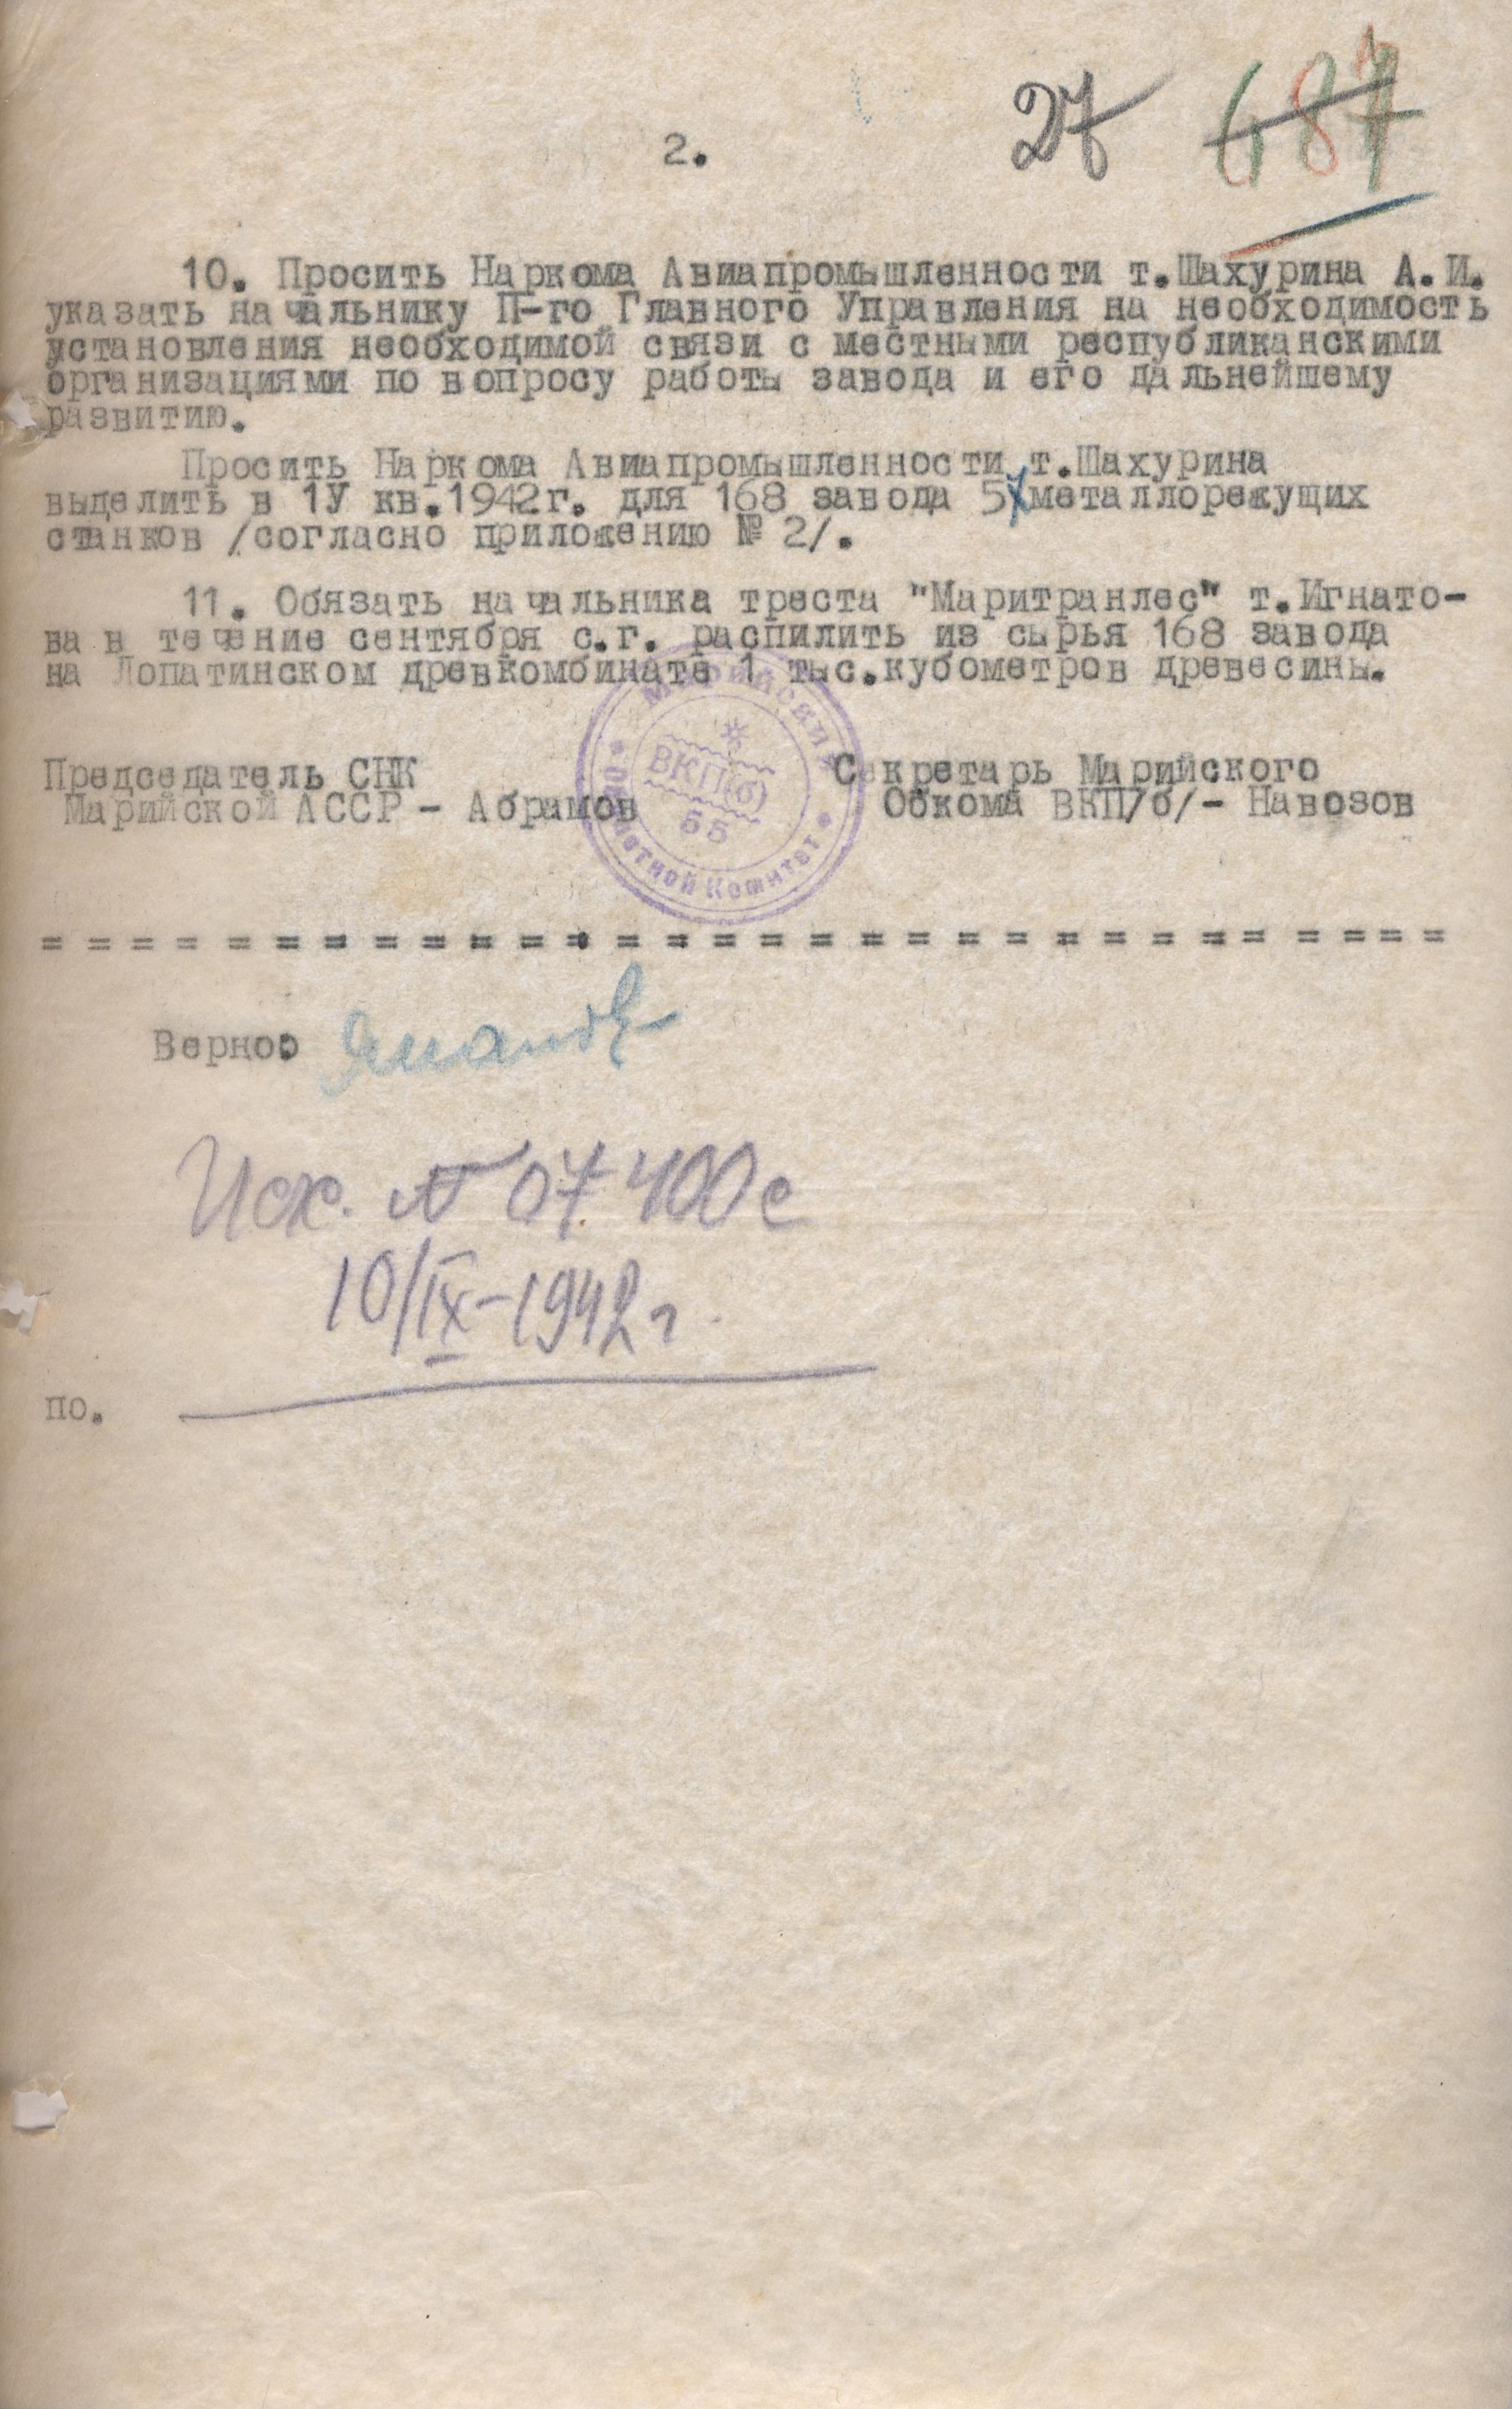 2.
27
687
10. Просить Наркома Авиапромышленности т.Шахурина А.И.
указать начальнику П-го Главного Управления на необходимость
установления необходимой связи с местными республиканскими
организациями по вопросу работы завода и его дальнейшему
развитию.
Просить Наркома Авиапромышленности т.Шахурина
выделить в 1У кв.1942г. для 168 завода металлорежущих
станков /согласно приложению № 2/.
11. Обязать начальника треста "Маритранлес" т.Игнато-
ва в течение сентября с.г. распилить из сырья 168 завода
на Лопатинском древкомбинате 1 тыс.кубометров древесины.
Председатель СНК
Марийской АССР - Абрамов
Секретарь Марийского
Обкома ВКП/б/- Навозов
Марийский
Областной Комитет
ВКП(б)
55
= = = = = = = = = = = = = = = = = = = = = = = = = = = = = =
Верно:
Исх. № 07400с
10/IX-1942г.
по.